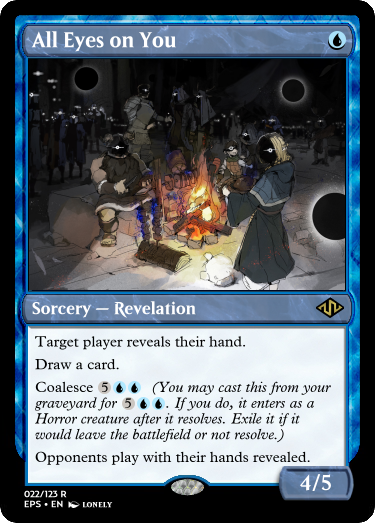 All Eyes on You
Sorcery — Revelation
Target player reveals their hand.
Draw a card.
Coalesce 5 (You may cast this from your
graveyard for 5. If you do, it enters as a
Horror creature after it resolves. Exile it if it
would leave the battlefield or not resolve.)
Opponents play with their hands revealed.
4/5
022/123 R
EPS • EN LONELY